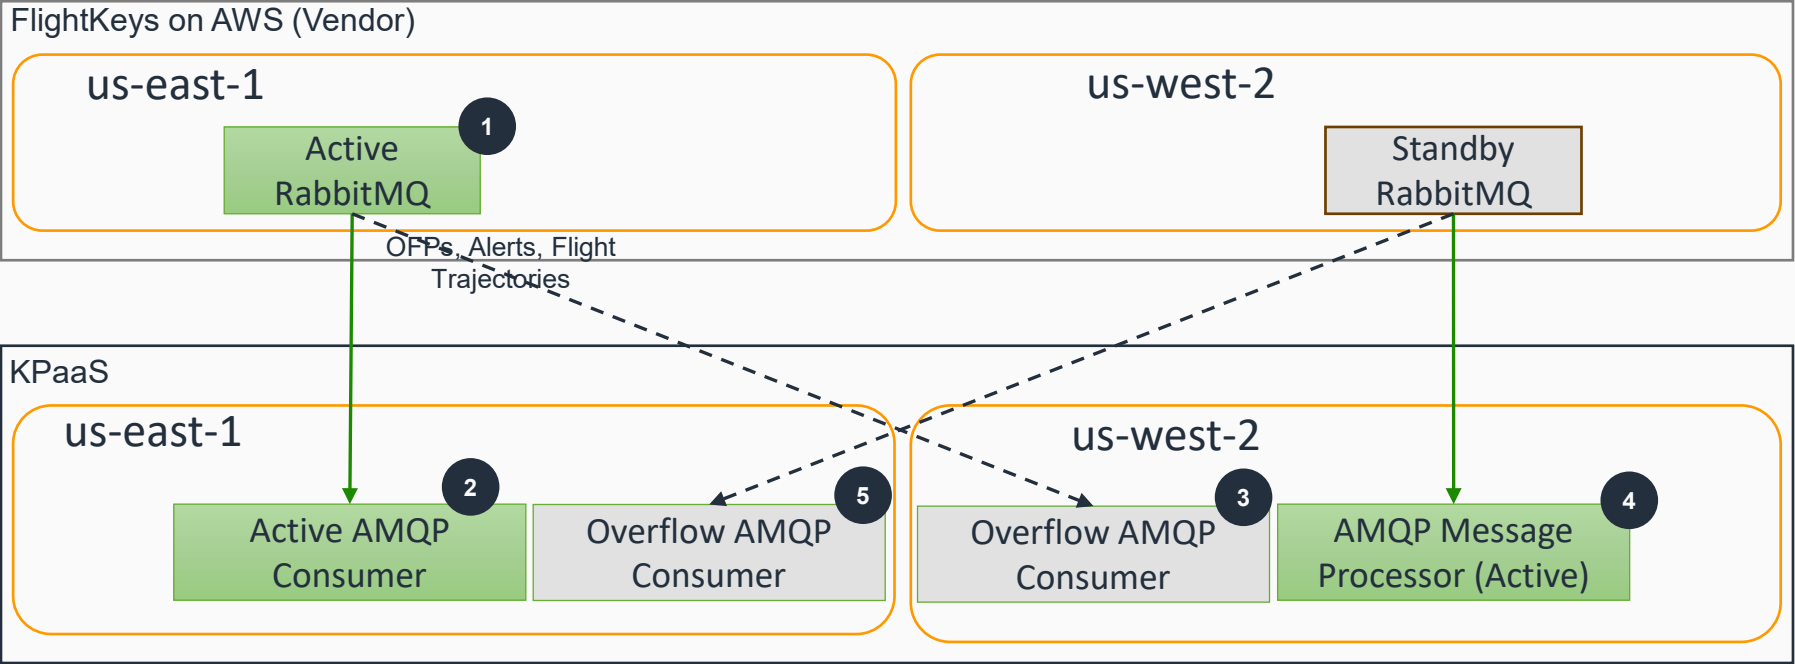 FlightKeys on AWS (Vendor)
us-east-1
us-west-2
1
Active
RabbitMQ
Standby
RabbitMQ
OFPs, Alerts, Flight
Trajectories
KPaaS
us-east-1
us-west-2
2
5
3
4
Active AMQP
Consumer
Overflow AMQP
Consumer
Overflow AMQP
Consumer
AMQP Message
Processor (Active)